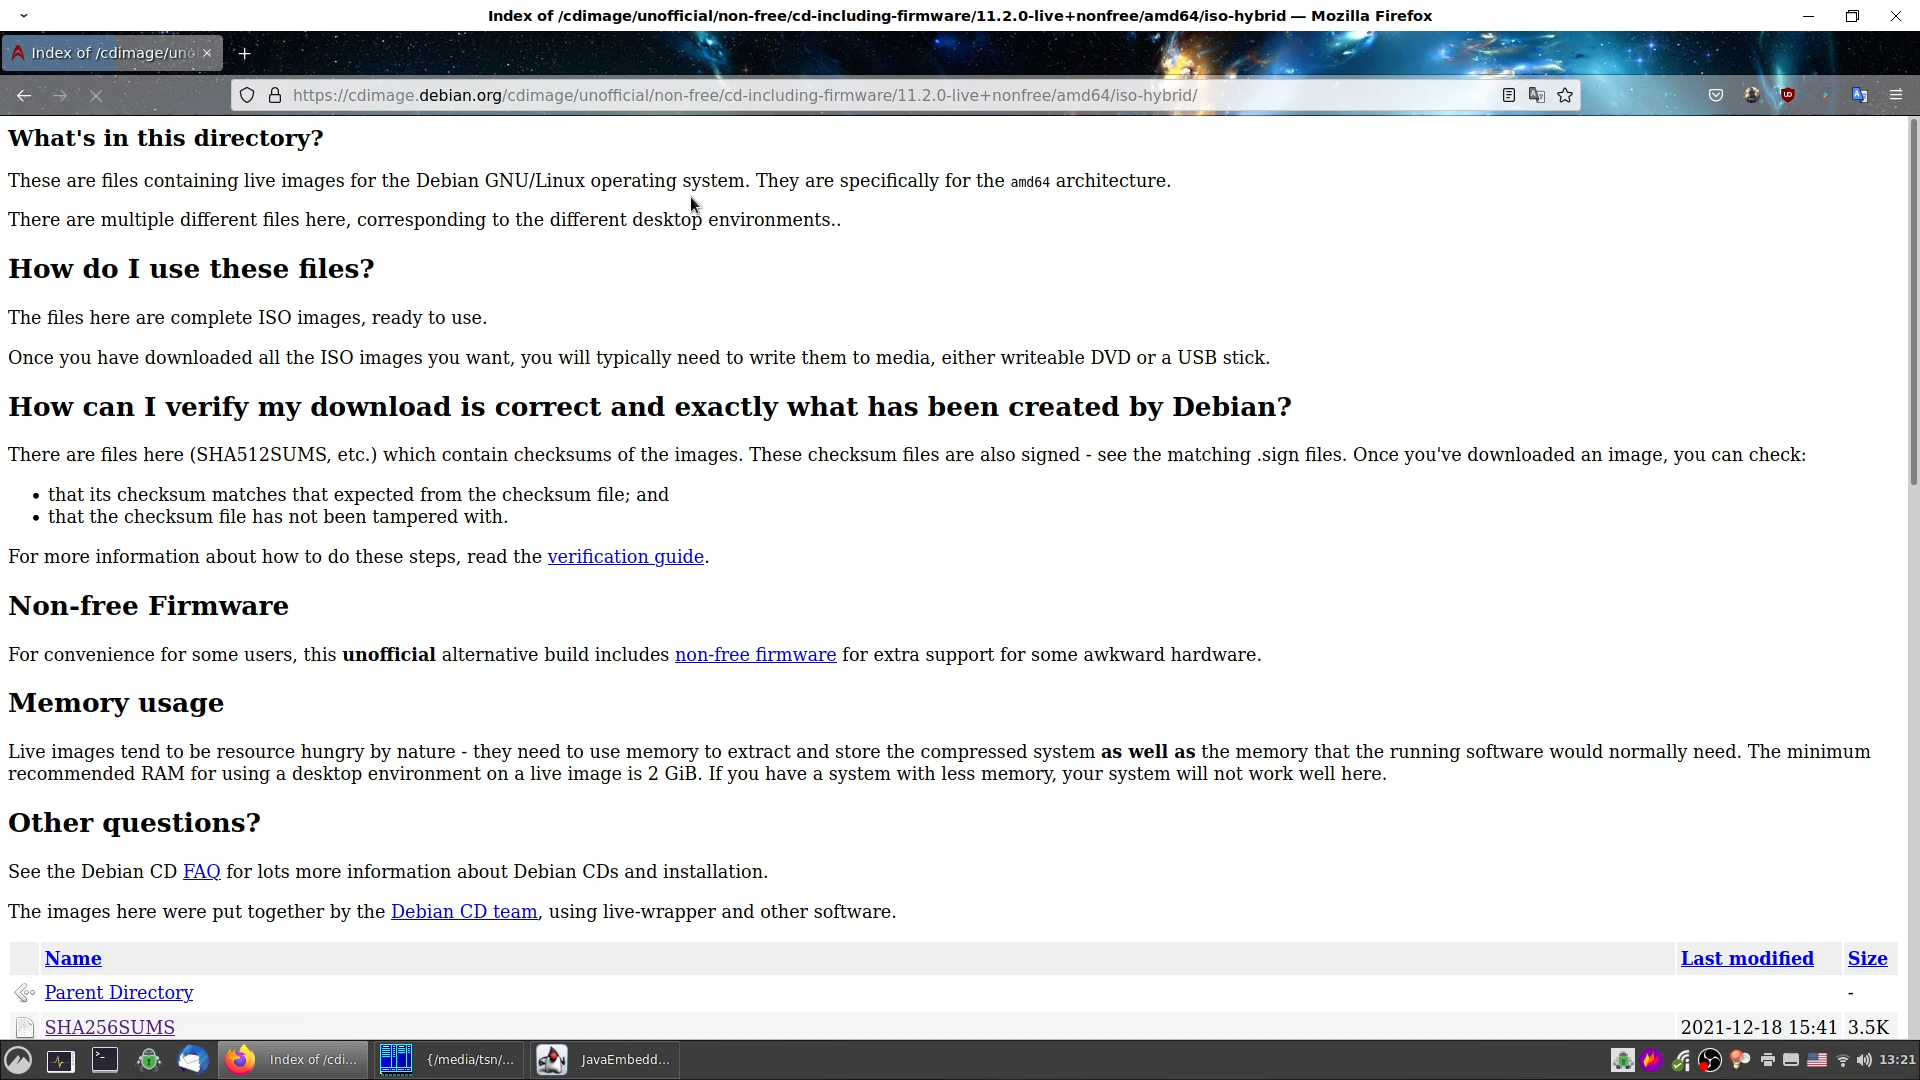 Index of /cdimage/unofficial/non-free/cd-including-firmware/11.2.0-live+nonfree/amd64/iso-hybrid — Mozilla Firefox
Index of /cdimage/uno
https://cdimage.debian.org/cdimage/unofficial/non-free/cd-including-firmware/11.2.0-live+nonfree/amd64/iso-hybrid/
What's in this directory?
These are files containing live images for the Debian GNU/Linux operating system. They are specifically for the amd64 architecture.
There are multiple different files here, corresponding to the different desktop environments..
How do I use these files?
The files here are complete ISO images, ready to use.
Once you have downloaded all the ISO images you want, you will typically need to write them to media, either writeable DVD or a USB stick.
How can I verify my download is correct and exactly what has been created by Debian?
There are files here (SHA512SUMS, etc.) which contain checksums of the images. These checksum files are also signed - see the matching .sign files. Once you've downloaded an image, you can check:
• that its checksum matches that expected from the checksum file; and
• that the checksum file has not been tampered with.
For more information about how to do these steps, read the verification guide.
Non-free Firmware
For convenience for some users, this unofficial alternative build includes non-free firmware for extra support for some awkward hardware.
Memory usage
Live images tend to be resource hungry by nature - they need to use memory to extract and store the compressed system as well as the memory that the running software would normally need. The minimum
recommended RAM for using a desktop environment on a live image is 2 GiB. If you have a system with less memory, your system will not work well here.
Other questions?
See the Debian CD FAQ for lots more information about Debian CDs and installation.
The images here were put together by the Debian CD team, using live-wrapper and other software.
Name Last modified Size
Parent Directory -
SHA256SUMS 2021-12-18 15:41 3.5K
Index of /cdi... {/media/tsn/... JavaEmbedd... 13:21